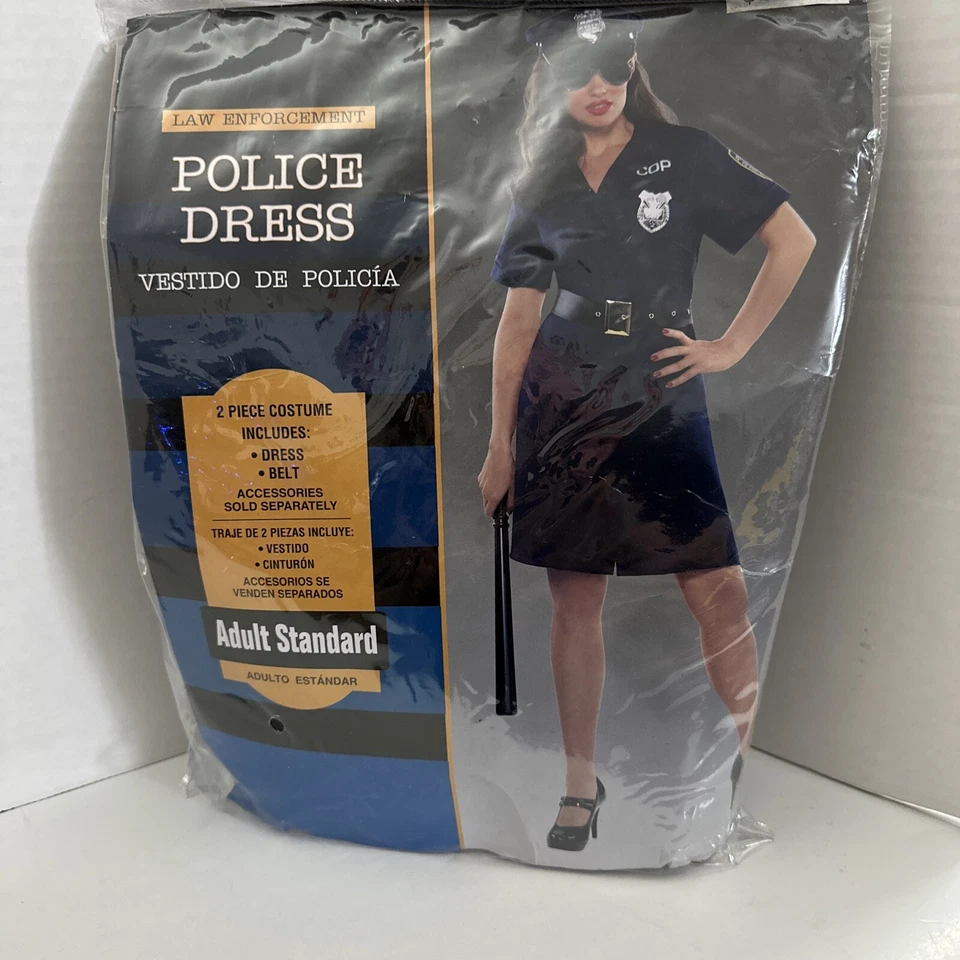 LAW ENFORCEMENT
POLICE
DRESS
VESTIDO DE POLICÍA
2 PIECE COSTUME
INCLUDES:
• DRESS
• BELT
ACCESSORIES
SOLD SEPARATELY
TRAJE DE 2 PIEZAS INCLUYE:
• VESTIDO
• CINTURÓN
ACCESORIOS SE
VENDEN SEPARADOS
Adult Standard
ADULTO ESTÁNDAR
COP